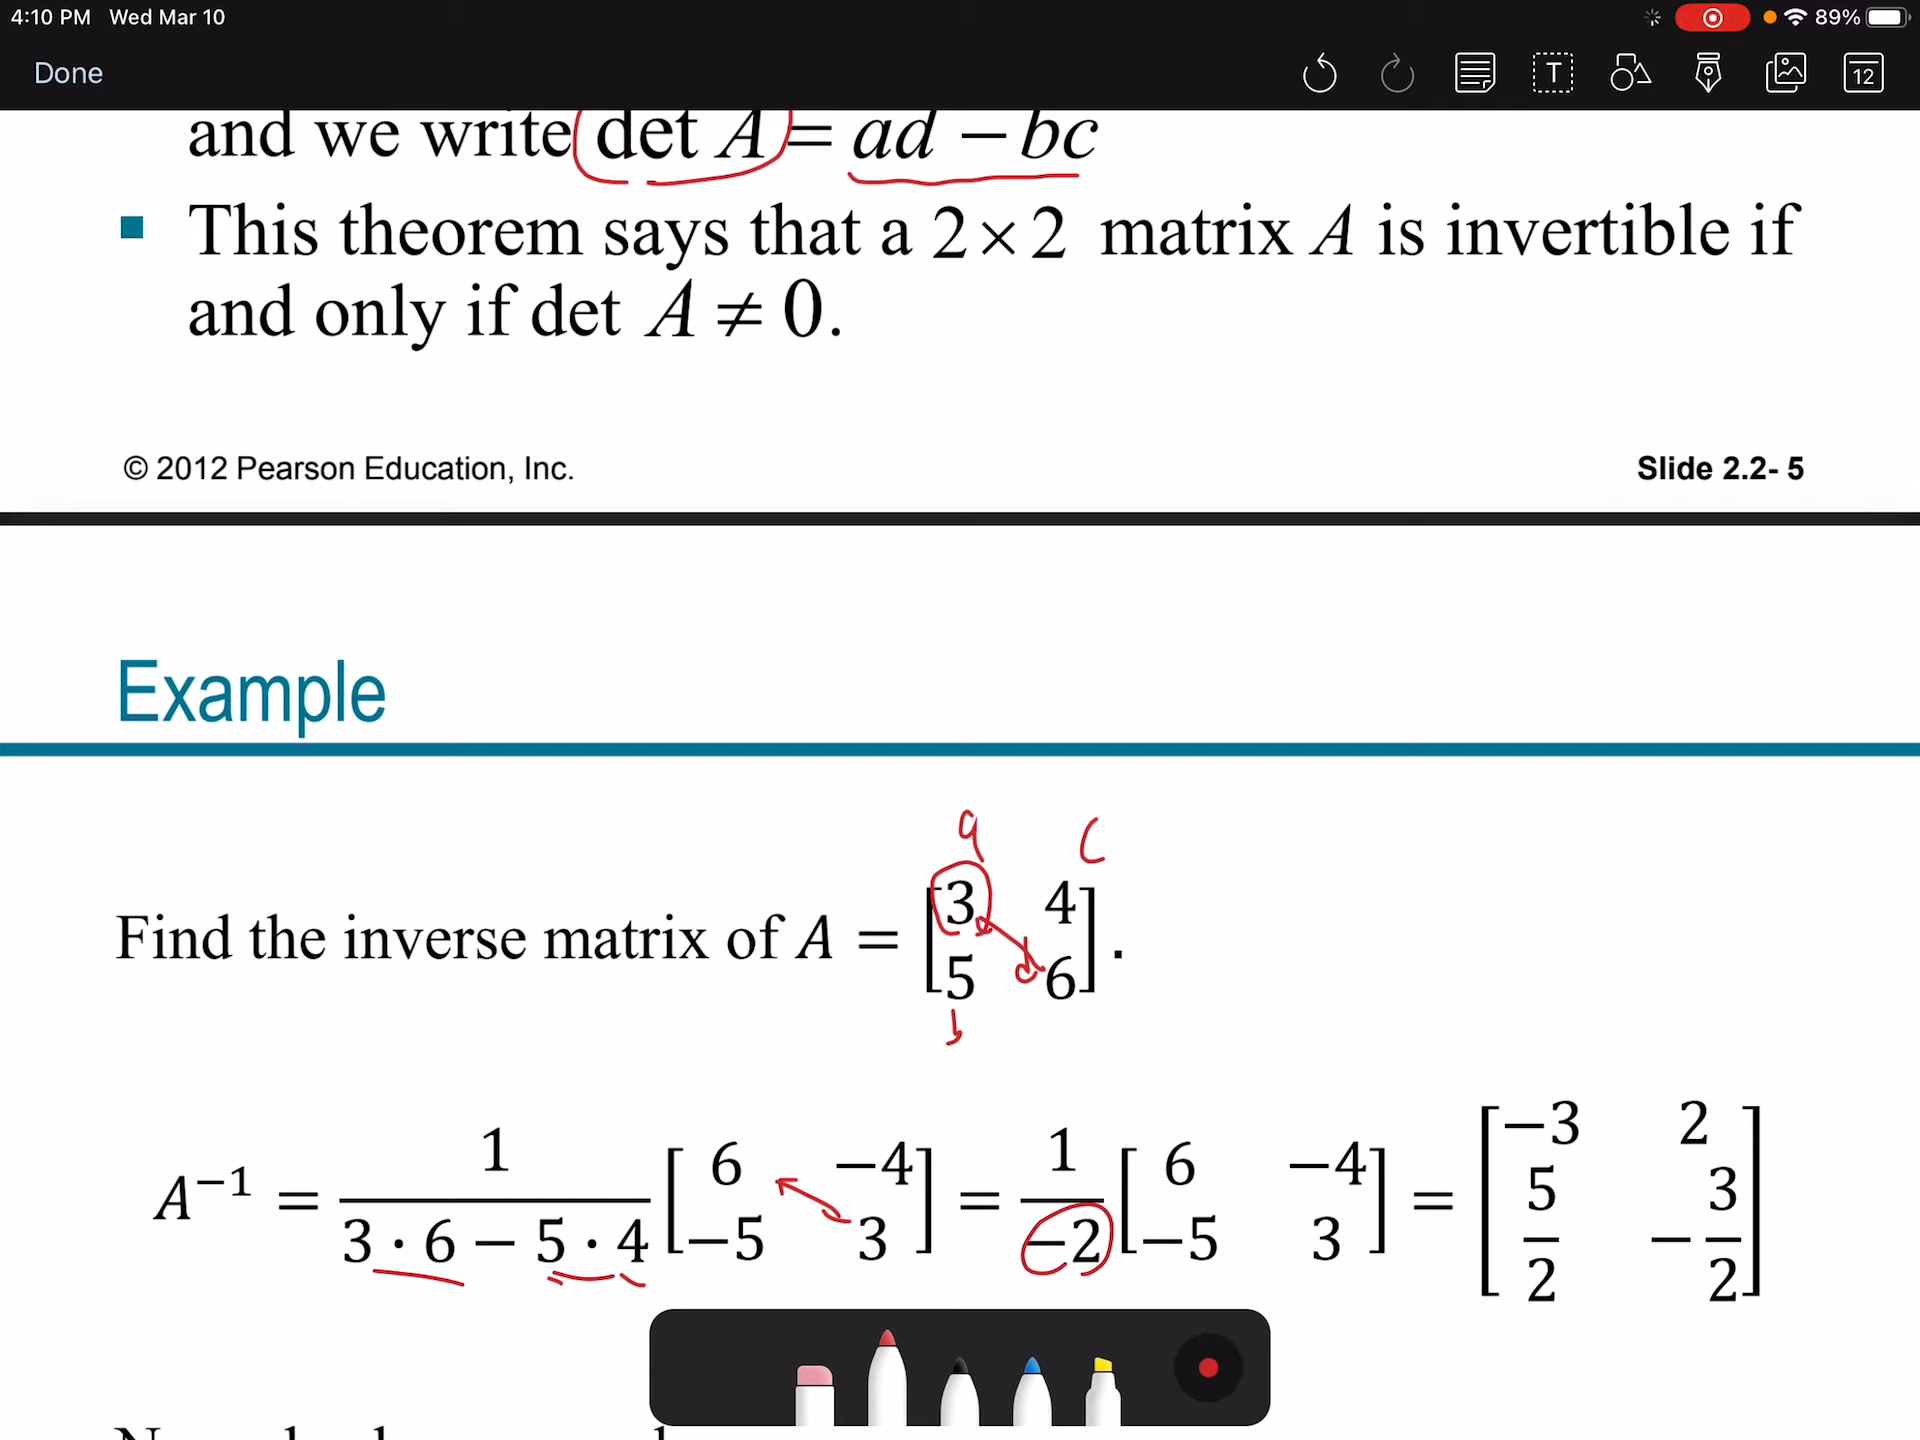 4:10 PM Wed Mar 10 89%
Done T 12
and we write det A = ad − bc
This theorem says that a 2×2 matrix A is invertible if
and only if det A ≠ 0.
© 2012 Pearson Education, Inc. Slide 2.2- 5
Example
a c
Find the inverse matrix of A = [3 4; 5 6].
d
b
A⁻¹ = 1/(3 · 6 − 5 · 4) [6 −4; −5 3] = 1/−2 [6 −4; −5 3] = [−3 2; 5/2 −3/2]